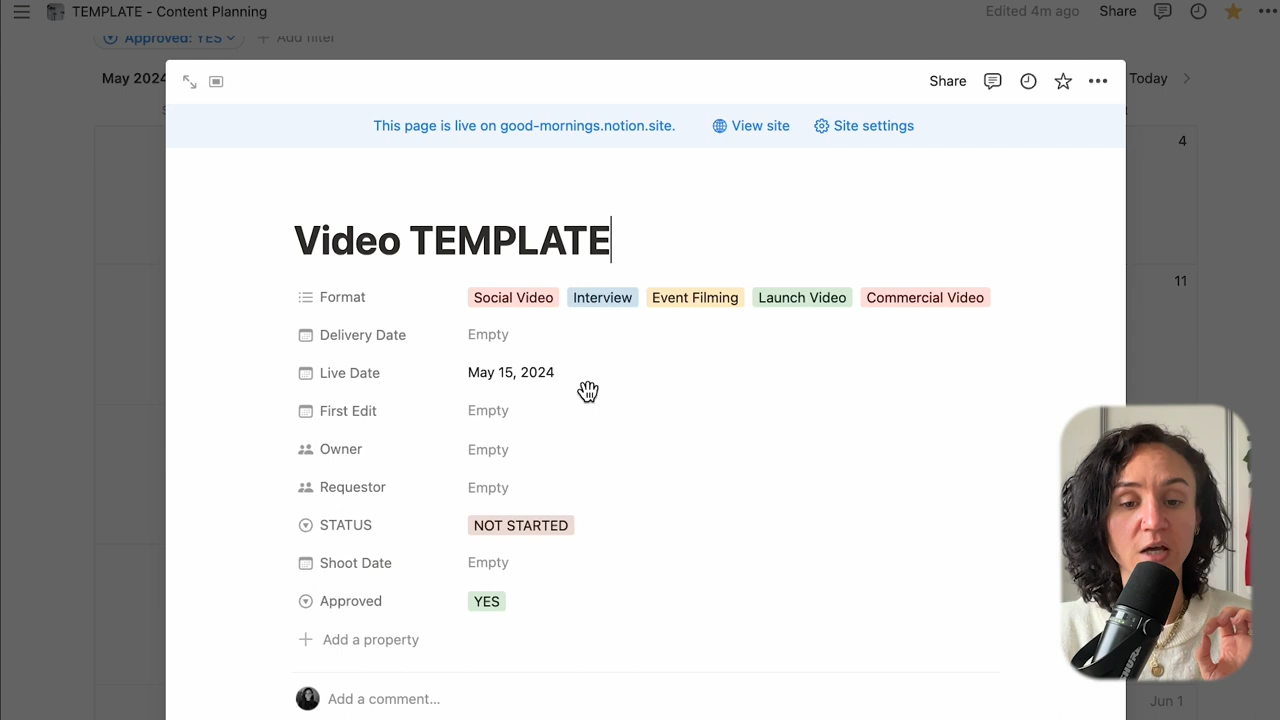 TEMPLATE - Content Planning
Edited 4m ago
Share
Approved: YES
Add filter
May 2024
Today
Share
This page is live on good-mornings.notion.site.
View site
Site settings
4
Video TEMPLATE
11
Format
Social Video
Interview
Event Filming
Launch Video
Commercial Video
Delivery Date
Empty
Live Date
May 15, 2024
First Edit
Empty
Owner
Empty
Requestor
Empty
STATUS
NOT STARTED
Shoot Date
Empty
Approved
YES
Add a property
Add a comment...
SHURE
Jun 1